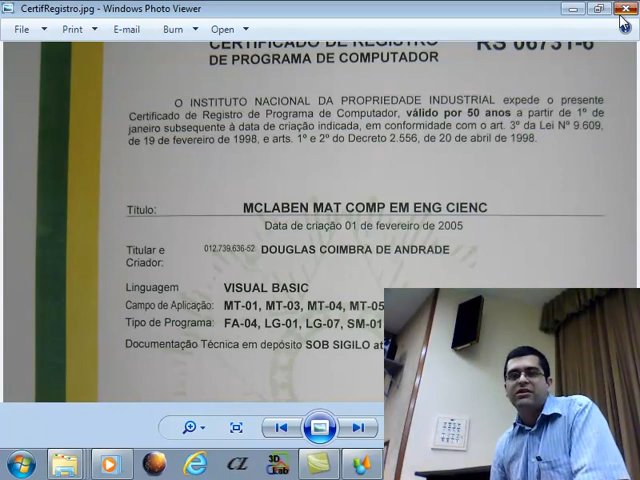 CertifRegistro.jpg - Windows Photo Viewer
File Print E-mail Burn Open
CERTIFICADO DE REGISTRO RS 06731-6
DE PROGRAMA DE COMPUTADOR
O INSTITUTO NACIONAL DA PROPRIEDADE INDUSTRIAL expede o presente
Certificado de Registro de Programa de Computador, válido por 50 anos a partir de 1º de
janeiro subsequente à data de criação indicada, em conformidade com o art. 3º da Lei Nº 9.609,
de 19 de fevereiro de 1998, e arts. 1º e 2º do Decreto 2.556, de 20 de abril de 1998.
Título: MCLABEN MAT COMP EM ENG CIENC
Data de criação 01 de fevereiro de 2005
Titular e
Criador: 012.739.636-52 DOUGLAS COIMBRA DE ANDRADE
Linguagem VISUAL BASIC
Campo de Aplicação: MT-01, MT-03, MT-04, MT-05
Tipo de Programa: FA-04, LG-01, LG-07, SM-01
Documentação Técnica em depósito SOB SIGILO at
CI
3D
Lab